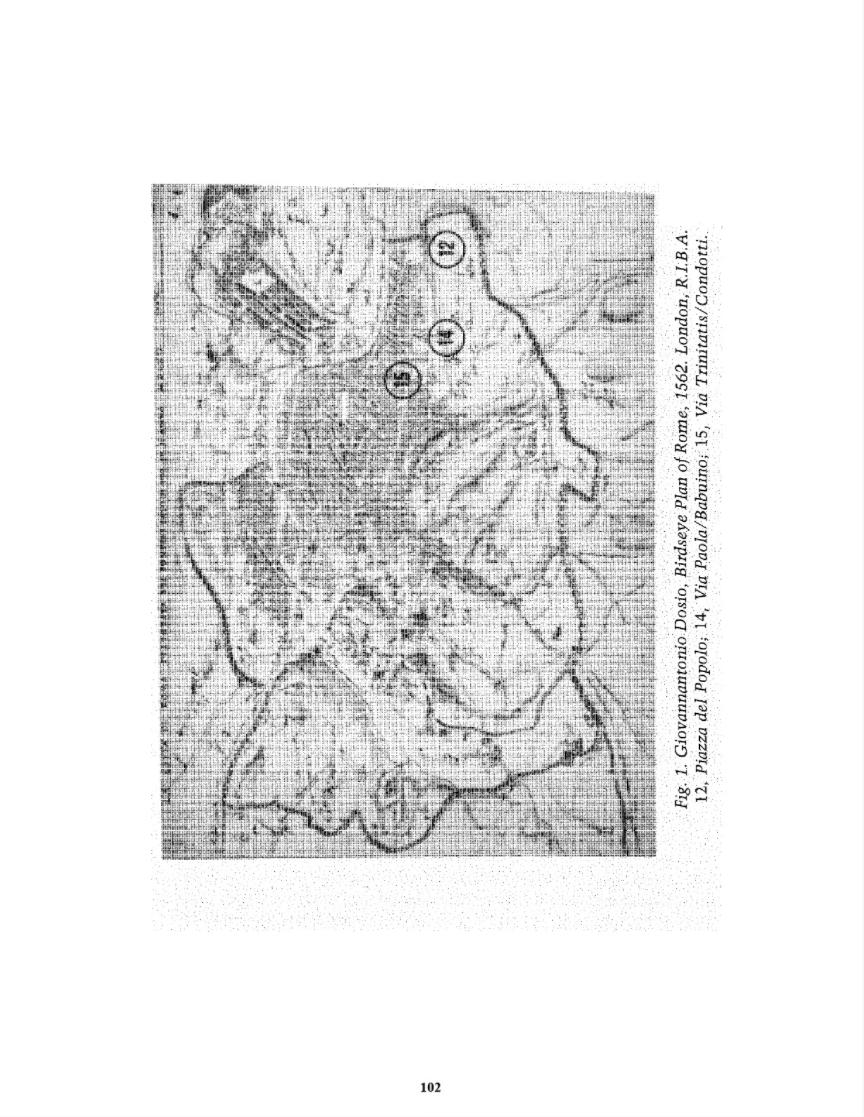 12
14
15
Fig. 1. Giovannantonio Dosio, Birdseye Plan of Rome, 1562. London, R.I.B.A.
12, Piazza del Popolo; 14, Via Paola/Babuino; 15, Via Trinitatis/Condotti.
102